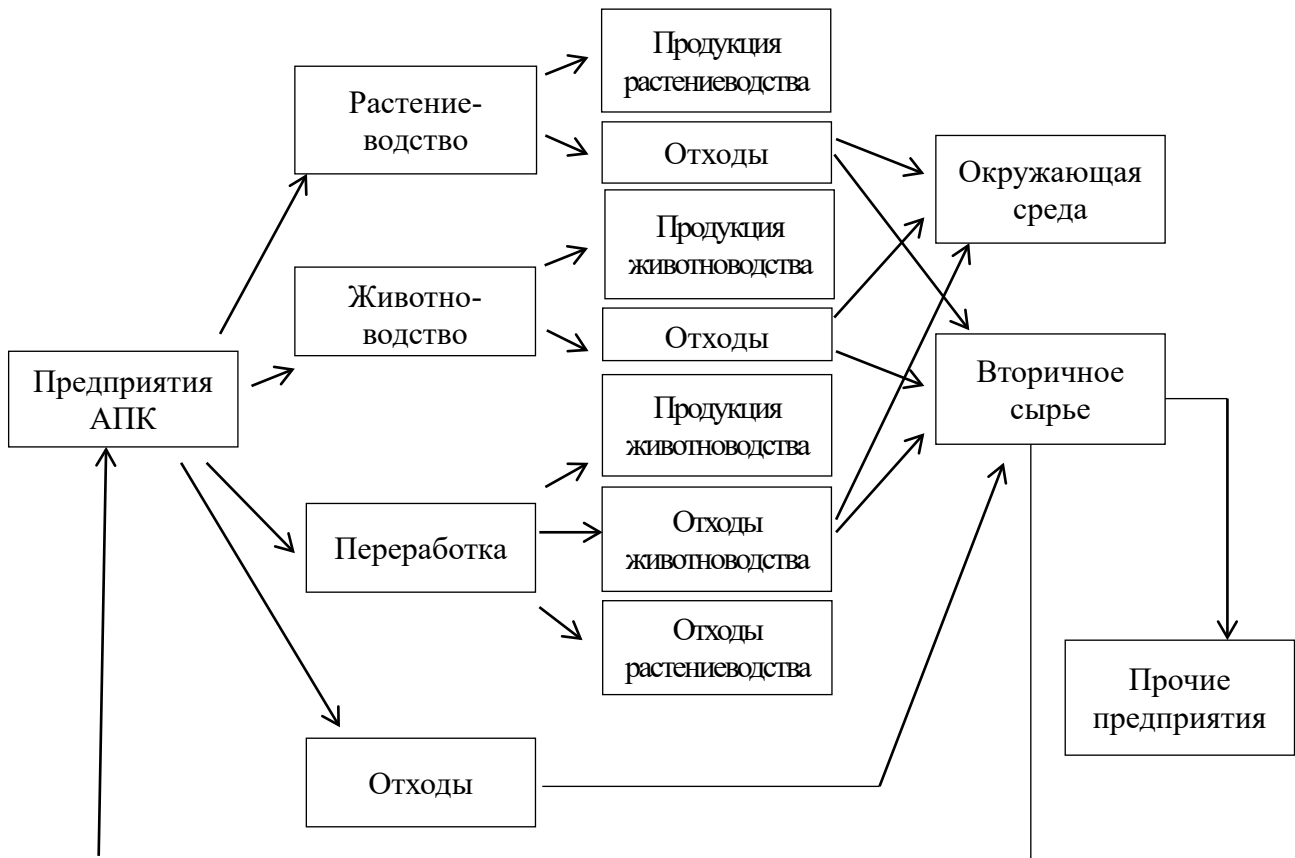 Продукция
растениеводства
Растение-
водство
Отходы
Окружающая
среда
Продукция
животноводства
Животно-
водство
Отходы
Предприятия
АПК
Вторичное
сырье
Продукция
животноводства
Переработка
Отходы
животноводства
Отходы
растениеводства
Прочие
предприятия
Отходы